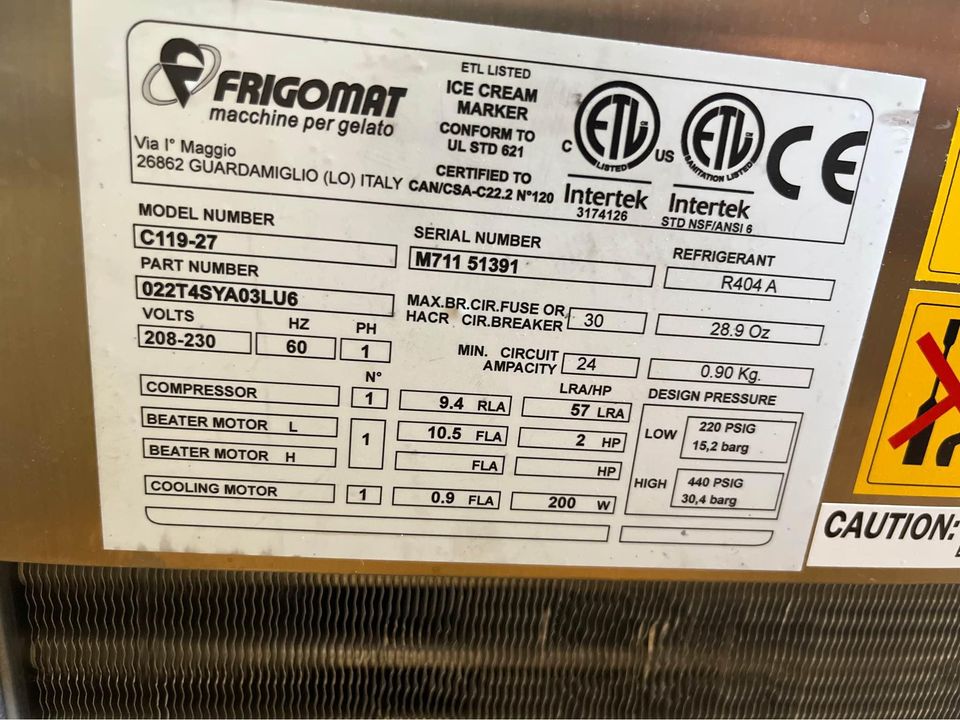 FRIGOMAT
macchine per gelato
Via I° Maggio
26862 GUARDAMIGLIO (LO) ITALY
ETL LISTED
ICE CREAM
MARKER
CONFORM TO
UL STD 621
CERTIFIED TO
CAN/CSA-C22.2 N°120
C ETL US
LISTED
Intertek
3174126
ETL
SANITATION LISTED
Intertek
STD NSF/ANSI 6
CE
MODEL NUMBER
C119-27
SERIAL NUMBER
M711 51391
REFRIGERANT
R404 A
PART NUMBER
022T4SYA03LU6
MAX.BR.CIR.FUSE OR
HACR CIR.BREAKER 30
28.9 Oz
VOLTS HZ PH
208-230 60 1
MIN. CIRCUIT
AMPACITY 24
0.90 Kg.
N° LRA/HP
COMPRESSOR 1 9.4 RLA 57 LRA
BEATER MOTOR L 1 10.5 FLA 2 HP
BEATER MOTOR H FLA HP
COOLING MOTOR 1 0.9 FLA 200 W
DESIGN PRESSURE
LOW 220 PSIG
15,2 barg
HIGH 440 PSIG
30,4 barg
CAUTION: